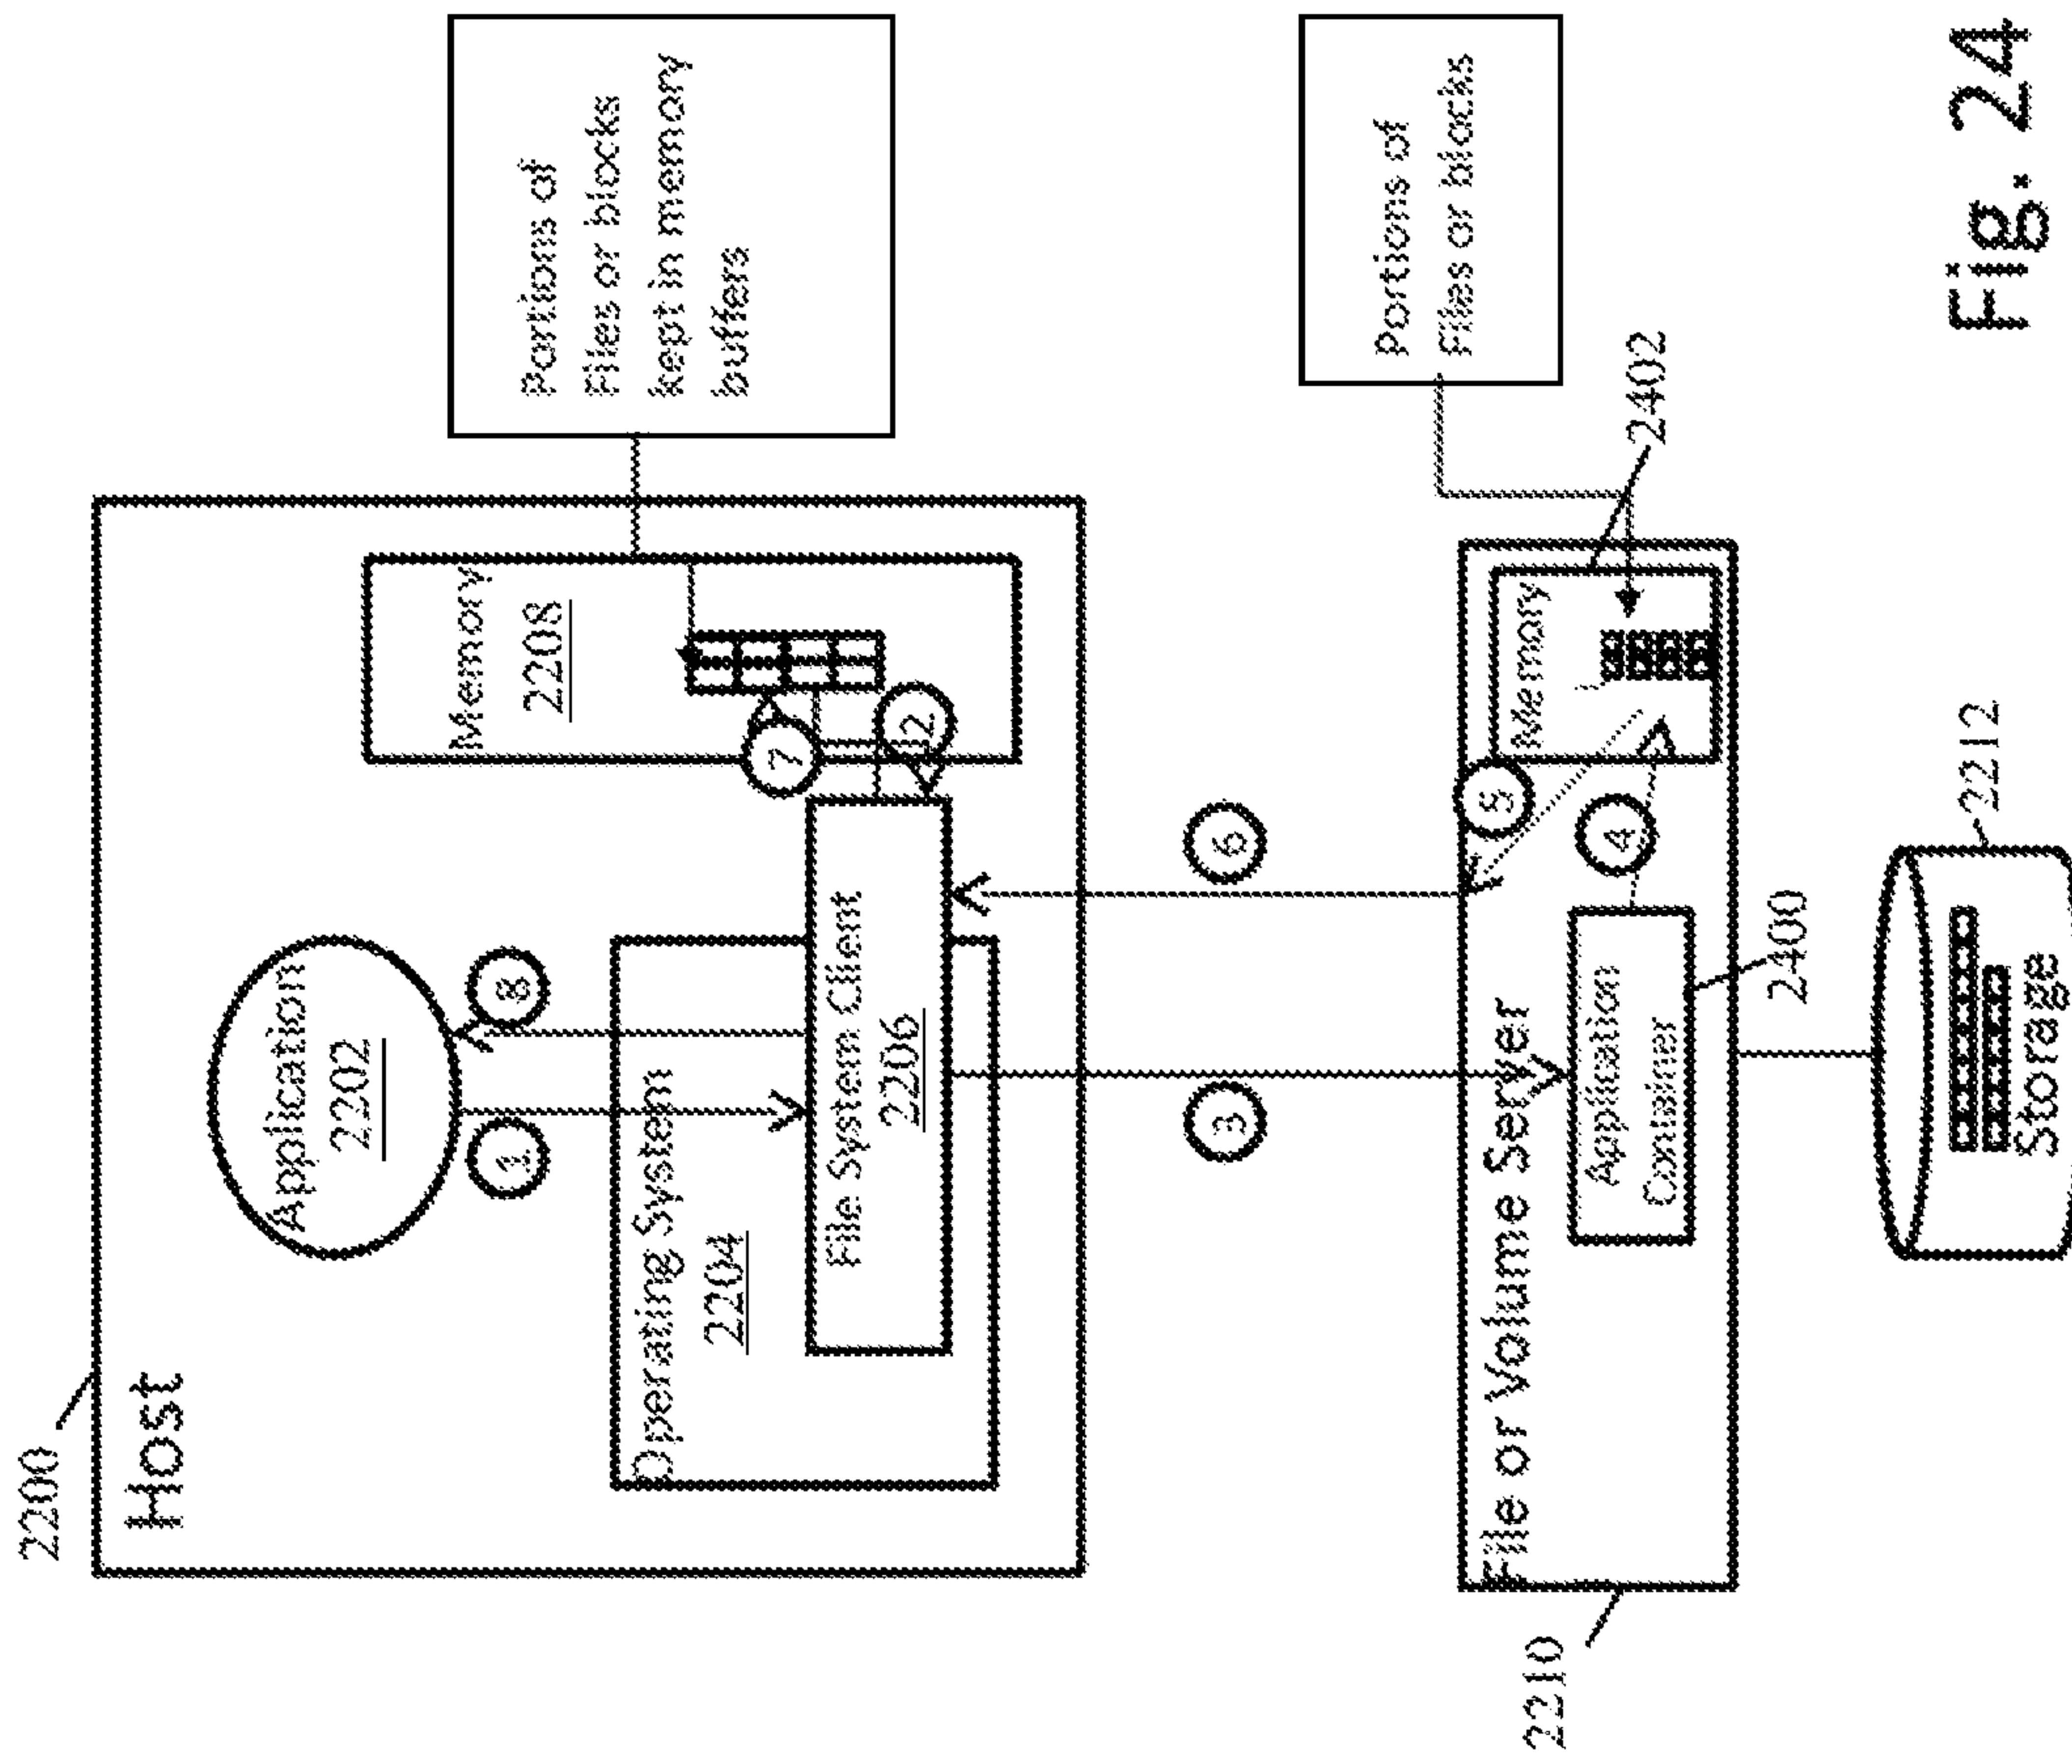 2200
Host
Application
2202
8
1
Operating System
2204
File System Client
2206
Memory
2208
7
2
Portions of
Files or blocks
kept in memory
buffers
6
3
2210
File or Volume Server
5
4
Memory
Application
Container
2400
2402
Portions of
Files or blocks
2212
Storage
Fig. 24